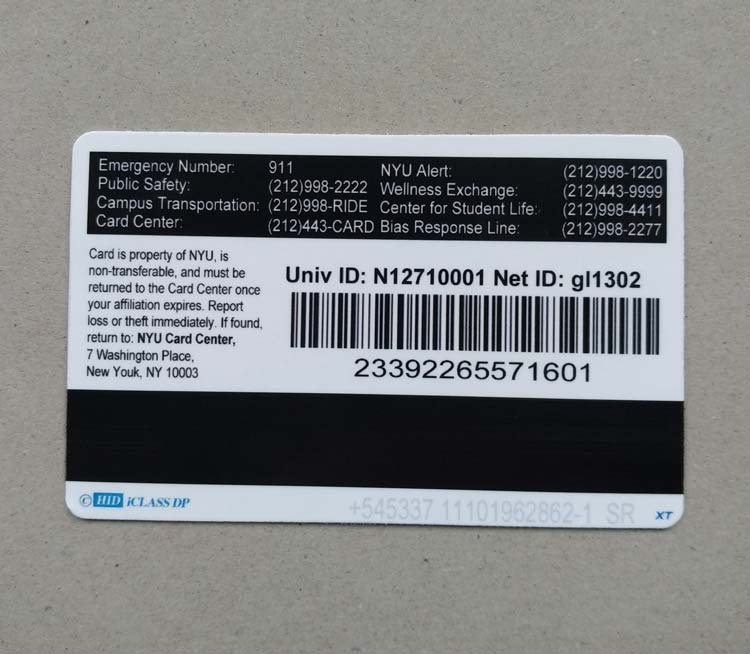 Emergency Number: 911 NYU Alert: (212)998-1220
Public Safety: (212)998-2222 Wellness Exchange: (212)443-9999
Campus Transportation: (212)998-RIDE Center for Student Life: (212)998-4411
Card Center: (212)443-CARD Bias Response Line: (212)998-2277
Card is property of NYU, is
non-transferable, and must be
returned to the Card Center once
your affiliation expires. Report
loss or theft immediately. If found,
return to: NYU Card Center,
7 Washington Place,
New Youk, NY 10003
Univ ID: N12710001 Net ID: gl1302
23392265571601
© HID iCLASS DP
+545337 11101962862-1 SR
XT